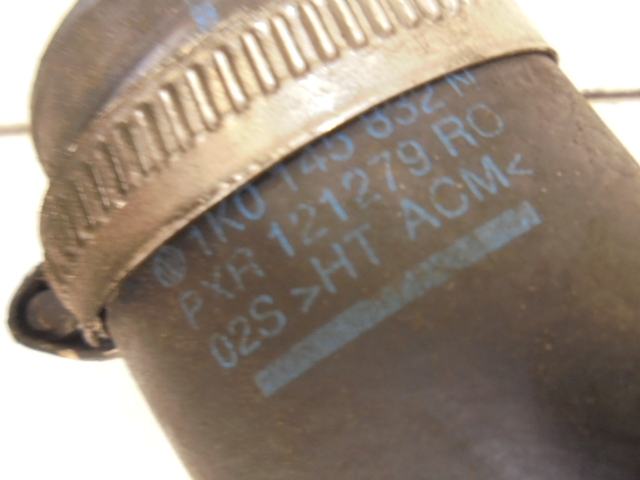 1K0 145 832 N
PXR 121279 RO
02S >HT ACM<